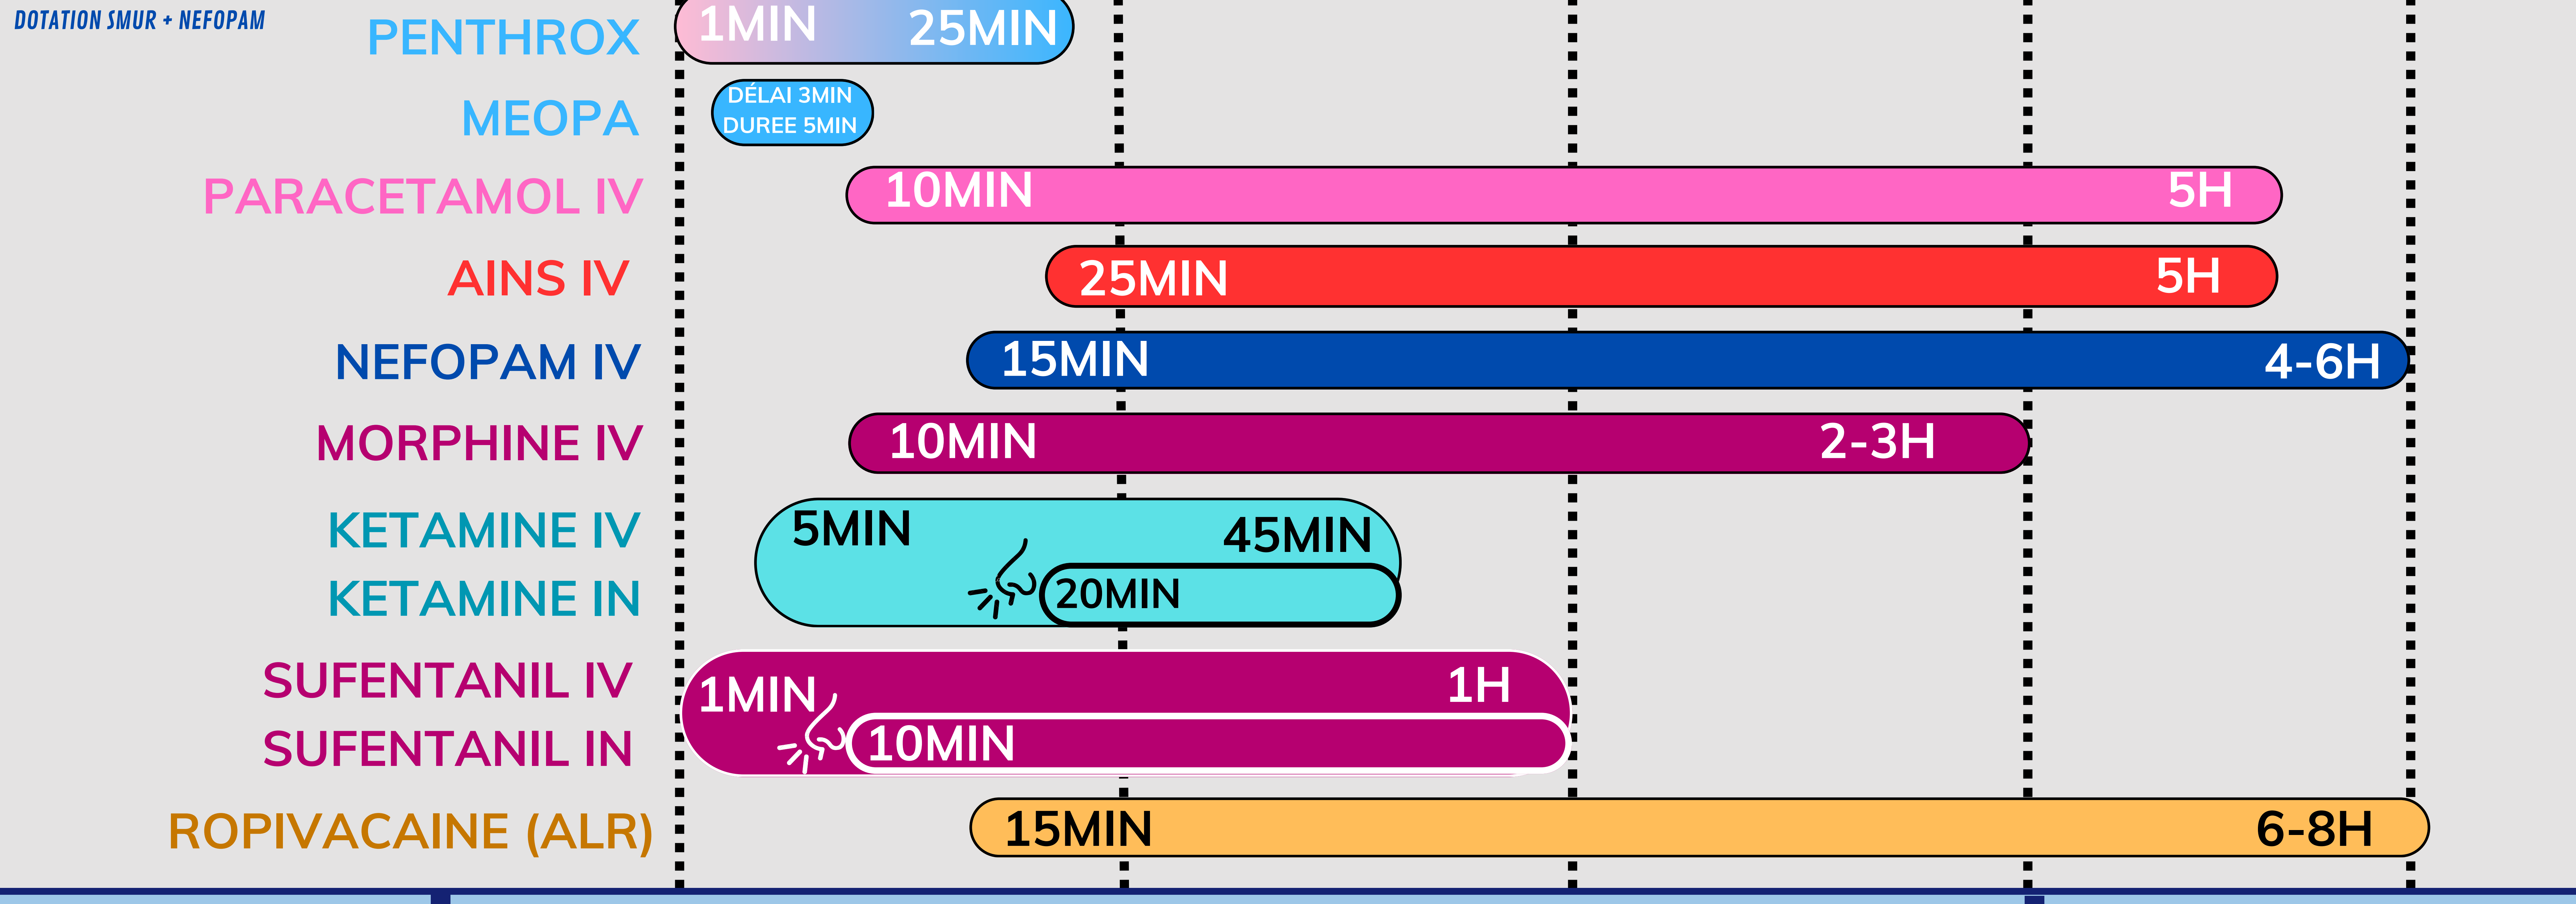 DOTATION SMUR + NEFOPAM
PENTHROX 1MIN 25MIN
MEOPA DÉLAI 3MIN
DUREE 5MIN
PARACETAMOL IV 10MIN 5H
AINS IV 25MIN 5H
NEFOPAM IV 15MIN 4-6H
MORPHINE IV 10MIN 2-3H
KETAMINE IV 5MIN 45MIN
KETAMINE IN 20MIN
SUFENTANIL IV 1MIN 1H
SUFENTANIL IN 10MIN
ROPIVACAINE (ALR) 15MIN 6-8H